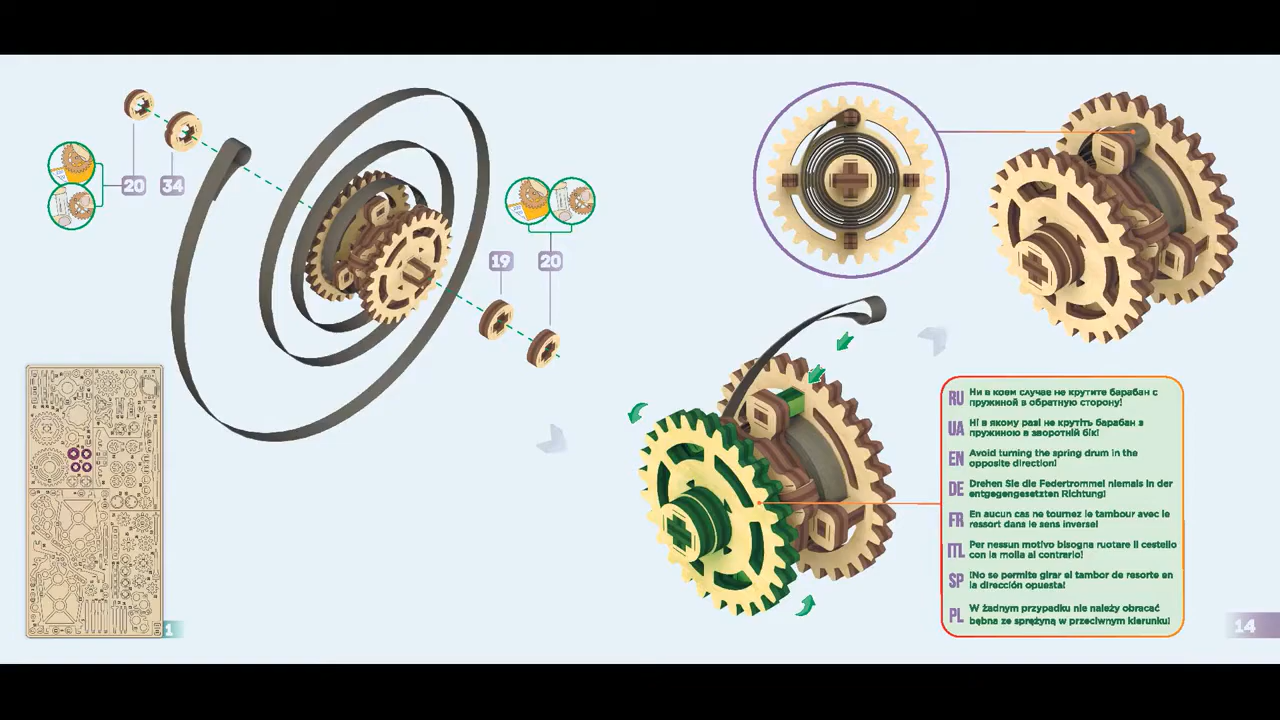 20
34
19
20
1
RU Ни в коем случае не крутите барабан с
пружиной в обратную сторону!
UA Ні в якому разі не крутіть барабан з
пружиною в зворотній бік!
EN Avoid turning the spring drum in the
opposite direction!
DE Drehen Sie die Federtrommel niemals in der
entgegengesetzten Richtung!
FR En aucun cas ne tournez le tambour avec le
ressort dans le sens inverse!
ITL Per nessun motivo bisogna ruotare il cestello
con la molla al contrario!
SP ¡No se permite girar el tambor de resorte en
la dirección opuesta!
PL W żadnym przypadku nie należy obracać
bębna ze sprężyną w przeciwnym kierunku!
14